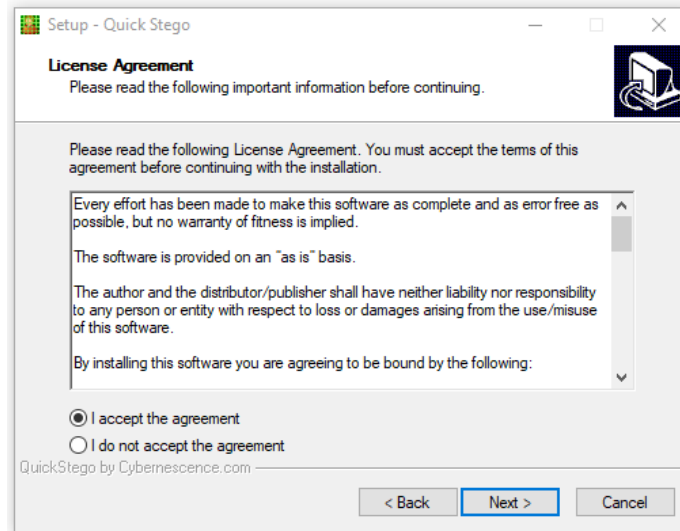 Setup - Quick Stego
License Agreement
Please read the following important information before continuing.
Please read the following License Agreement. You must accept the terms of this
agreement before continuing with the installation.
Every effort has been made to make this software as complete and as error free as
possible, but no warranty of fitness is implied.
The software is provided on an "as is" basis.
The author and the distributor/publisher shall have neither liability nor responsibility
to any person or entity with respect to loss or damages arising from the use/misuse
of this software.
By installing this software you are agreeing to be bound by the following:
I accept the agreement
I do not accept the agreement
QuickStego by Cybernescence.com
< Back Next > Cancel